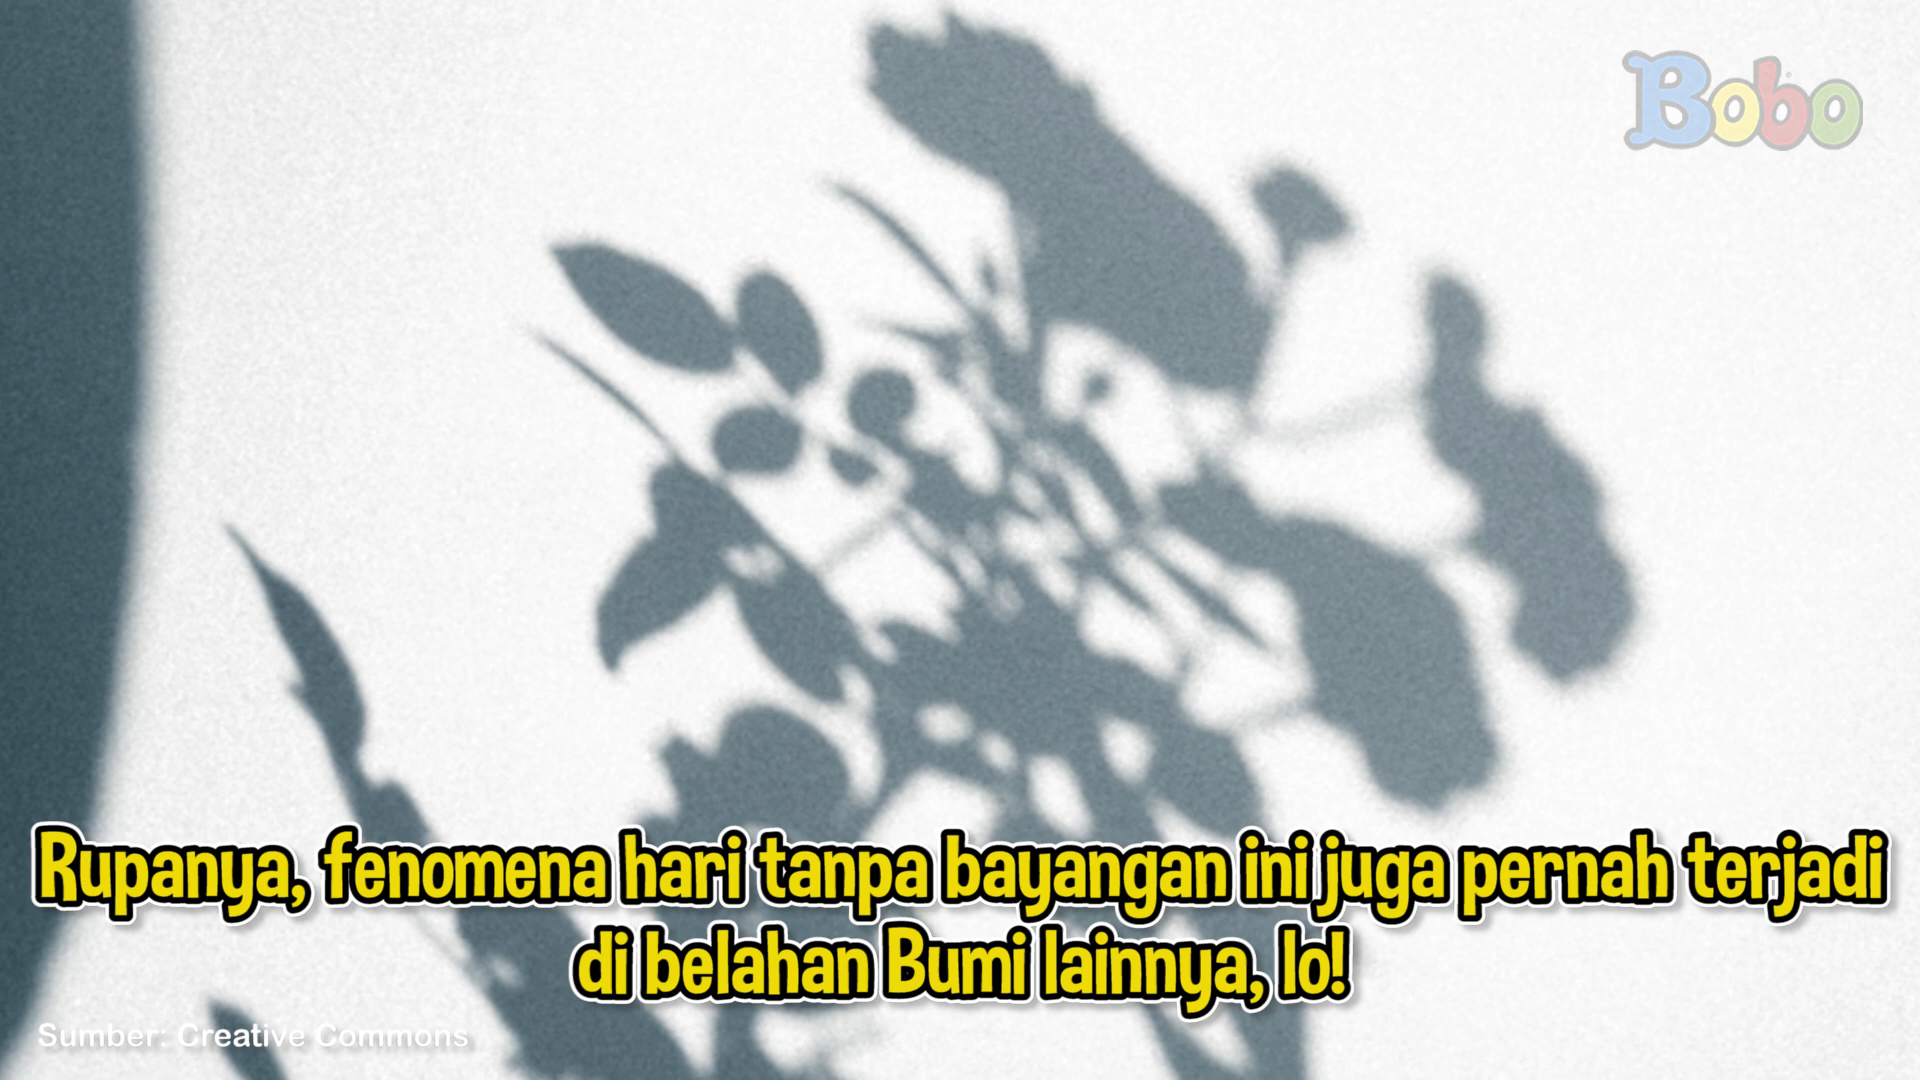 Bobo
Rupanya, fenomena hari tanpa bayangan ini juga pernah terjadi
di belahan Bumi lainnya, lo!
Sumber: Creative Commons